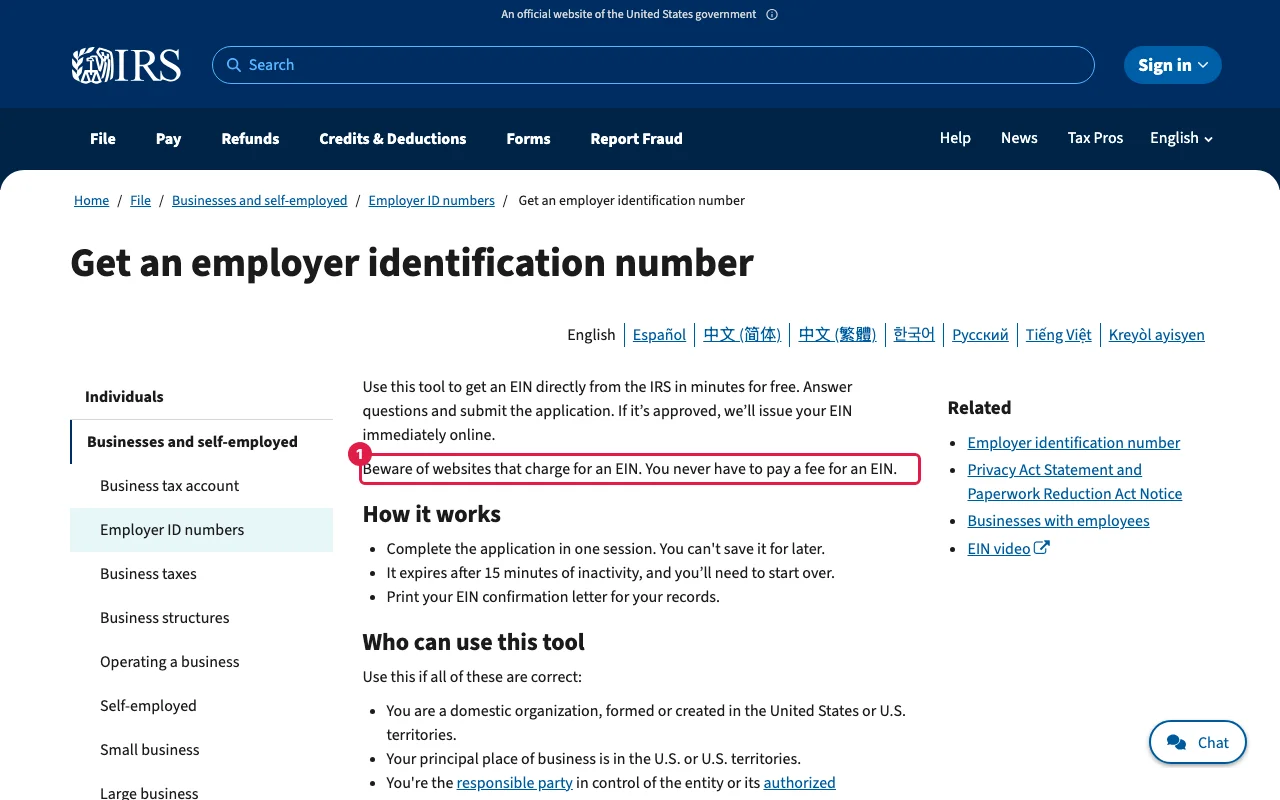 An official website of the United States government
IRS
Search
Sign in
File
Pay
Refunds
Credits & Deductions
Forms
Report Fraud
Help
News
Tax Pros
English
Home / File / Businesses and self-employed / Employer ID numbers / Get an employer identification number
Get an employer identification number
English
Español
中文 (简体)
中文 (繁體)
한국어
Русский
Tiếng Việt
Kreyòl ayisyen
Individuals
Businesses and self-employed
Business tax account
Employer ID numbers
Business taxes
Business structures
Operating a business
Self-employed
Small business
Large business
Use this tool to get an EIN directly from the IRS in minutes for free. Answer
questions and submit the application. If it’s approved, we’ll issue your EIN
immediately online.
1
Beware of websites that charge for an EIN. You never have to pay a fee for an EIN.
How it works
Complete the application in one session. You can't save it for later.
It expires after 15 minutes of inactivity, and you’ll need to start over.
Print your EIN confirmation letter for your records.
Who can use this tool
Use this if all of these are correct:
You are a domestic organization, formed or created in the United States or U.S.
territories.
Your principal place of business is in the U.S. or U.S. territories.
You're the responsible party in control of the entity or its authorized
Related
Employer identification number
Privacy Act Statement and
Paperwork Reduction Act Notice
Businesses with employees
EIN video
Chat